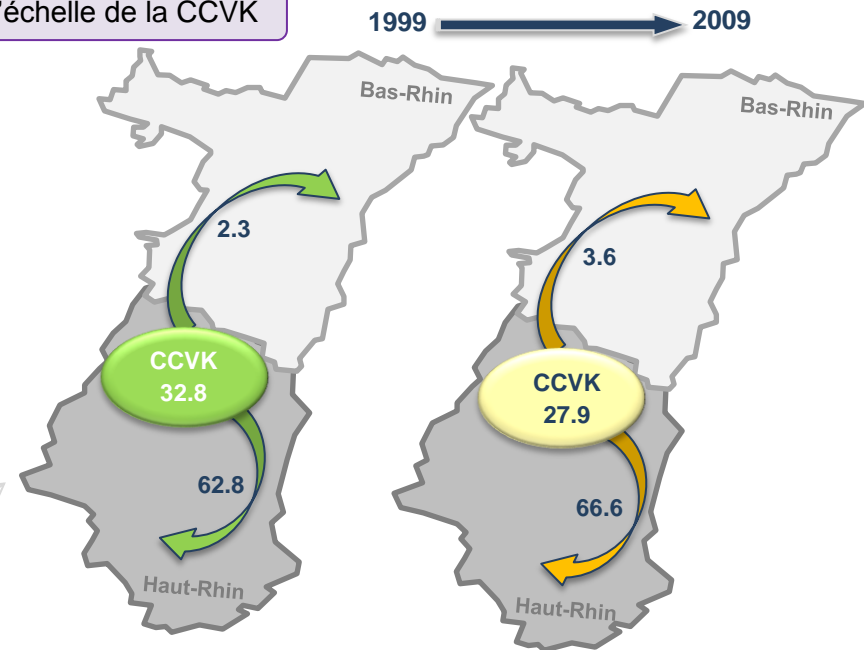 l'échelle de la CCVK
1999
2009
Bas-Rhin
2.3
CCVK
32.8
62.8
Haut-Rhin
Bas-Rhin
3.6
CCVK
27.9
66.6
Haut-Rhin